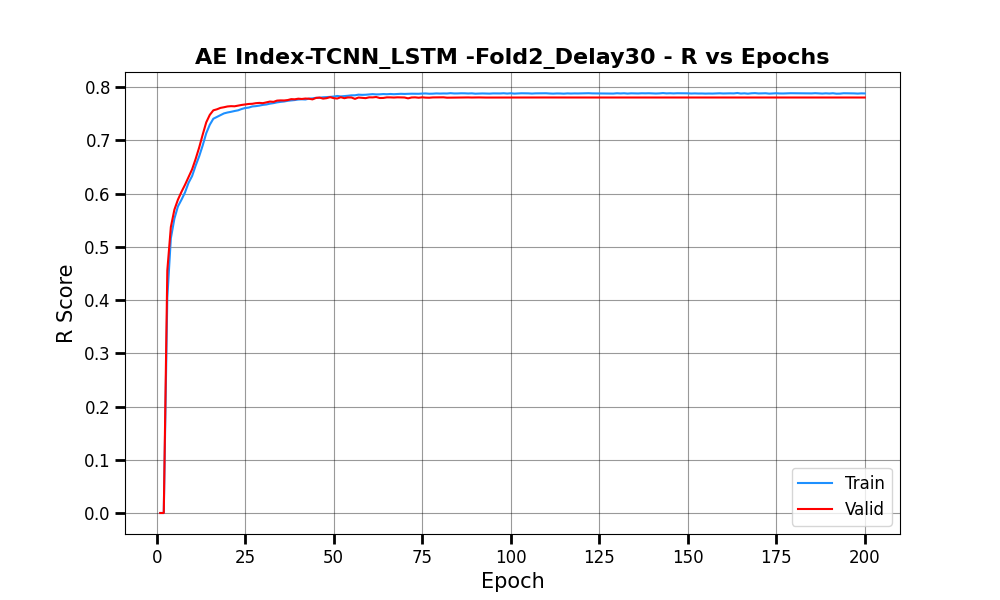 AE Index-TCNN_LSTM -Fold2_Delay30 - R vs Epochs
R Score
0.8
0.7
0.6
0.5
0.4
0.3
0.2
0.1
0.0
Train
Valid
0 25 50 75 100 125 150 175 200
Epoch